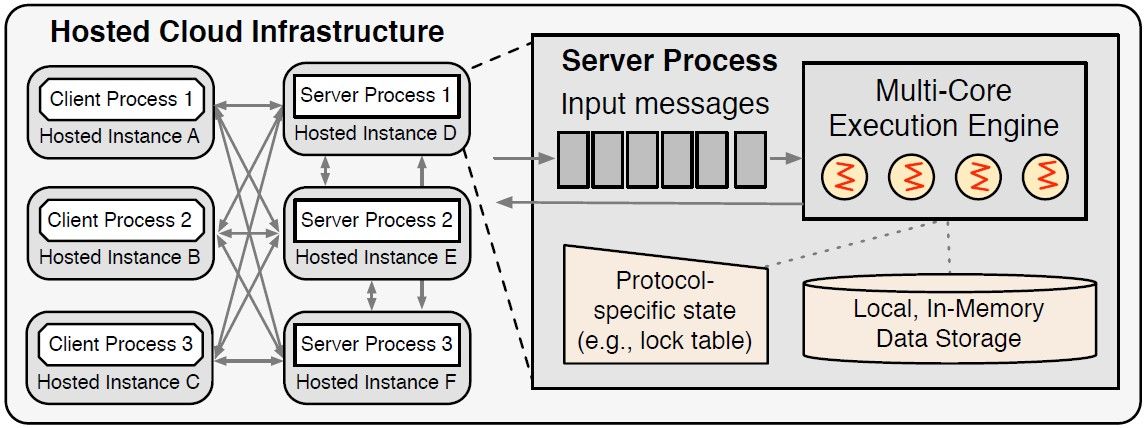 Hosted Cloud Infrastructure
Client Process 1
Hosted Instance A
Client Process 2
Hosted Instance B
Client Process 3
Hosted Instance C
Server Process 1
Hosted Instance D
Server Process 2
Hosted Instance E
Server Process 3
Hosted Instance F
Server Process
Input messages
Multi-Core
Execution Engine
Protocol-
specific state
(e.g., lock table)
Local, In-Memory
Data Storage